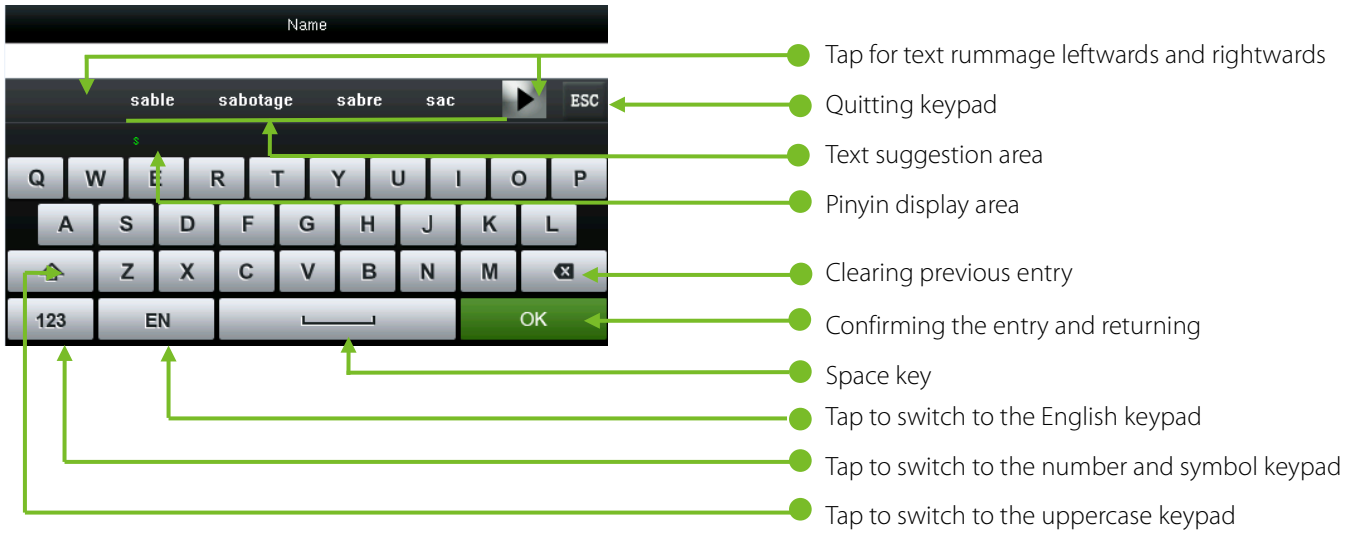 Name
Tap for text rummage leftwards and rightwards
sable sabotage sabre sac ESC
Quitting keypad
s
Text suggestion area
Q W E R T Y U I O P
Pinyin display area
A S D F G H J K L
Z X C V B N M
Clearing previous entry
123 EN OK
Confirming the entry and returning
Space key
Tap to switch to the English keypad
Tap to switch to the number and symbol keypad
Tap to switch to the uppercase keypad